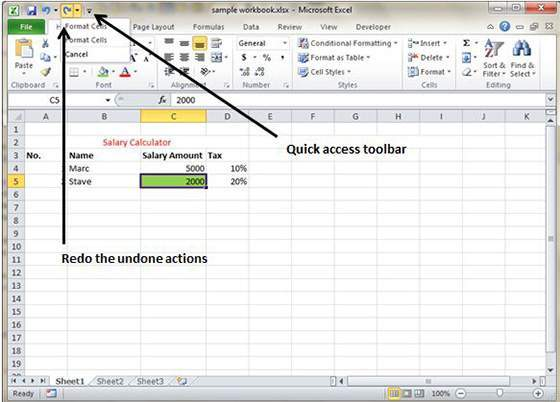 sample workbook.xlsx - Microsoft Excel
File Page Layout Formulas Data Review View Developer
Format Cells
Format Cells
Cancel
Paste
General
$ % ,
Conditional Formatting
Format as Table
Cell Styles
Insert
Delete
Format
Σ
Sort & Filter
Find & Select
Clipboard Font Alignment Number Styles Cells Editing
C5 fx 2000
A B C D E F G H I J K
1
2 Salary Calculator
3 No. Name Salary Amount Tax
4 Marc 5000 10%
5 Stave 2000 20%
6
7
8
9
10
11
12
13
14
15
16
17
18
19
Quick access toolbar
Redo the undone actions
Sheet1 Sheet2 Sheet3
Ready 100%